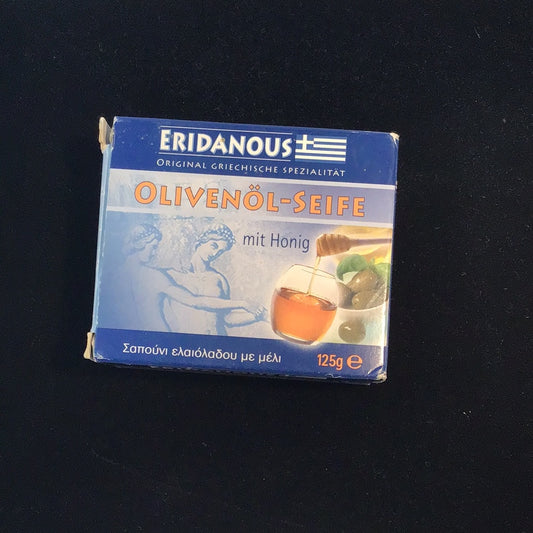 ERIDANOUS
ORIGINAL GRIECHISCHE SPEZIALITÄT
OLIVENÖL-SEIFE
mit Honig
Σαπούνι ελαιόλαδου με μέλι
125g ℮